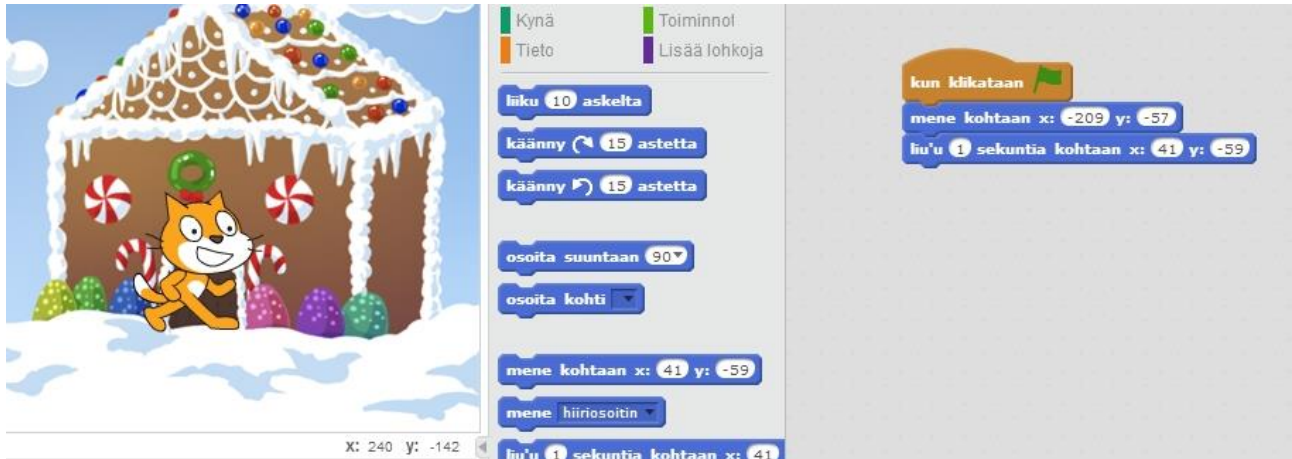 Kynä
Toiminnot
Tieto
Lisää lohkoja
liiku 10 askelta
käänny 15 astetta
käänny 15 astetta
osoita suuntaan 90
osoita kohti
mene kohtaan x: 41 y: -59
mene hiiriosoitin
liu'u 1 sekuntia kohtaan x: 41
X: 240 y: -142
kun klikataan
mene kohtaan x: -209 y: -57
liu'u 1 sekuntia kohtaan x: 41 y: -59